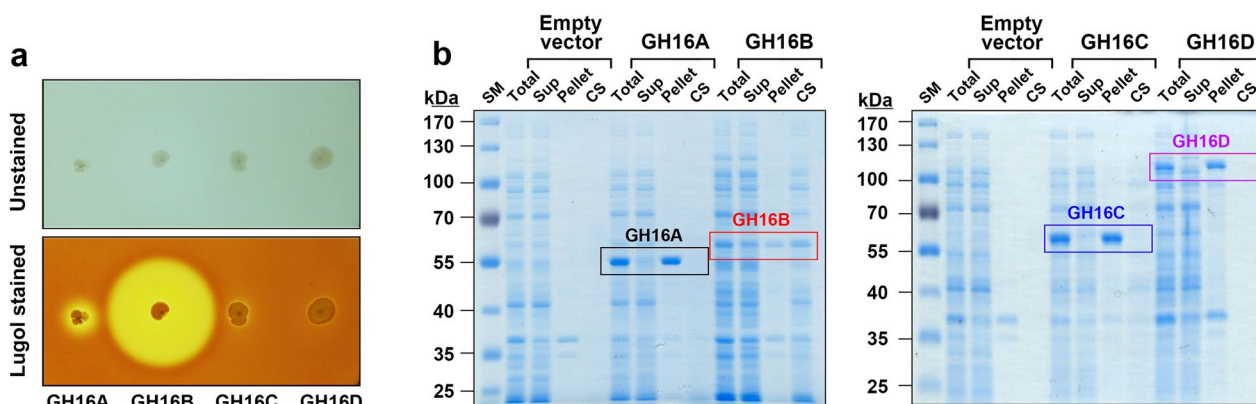 a
Unstained
Lugol stained
GH16A GH16B GH16C GH16D
b
Empty vector GH16A GH16B
kDa SM Total Sup Pellet CS Total Sup Pellet CS Total Sup Pellet CS
170
130
100
70
55
40
35
25
GH16A
GH16B
Empty vector GH16C GH16D
kDa SM Total Sup Pellet CS Total Sup Pellet CS Total Sup Pellet CS
170
130
100
70
55
40
35
25
GH16C
GH16D